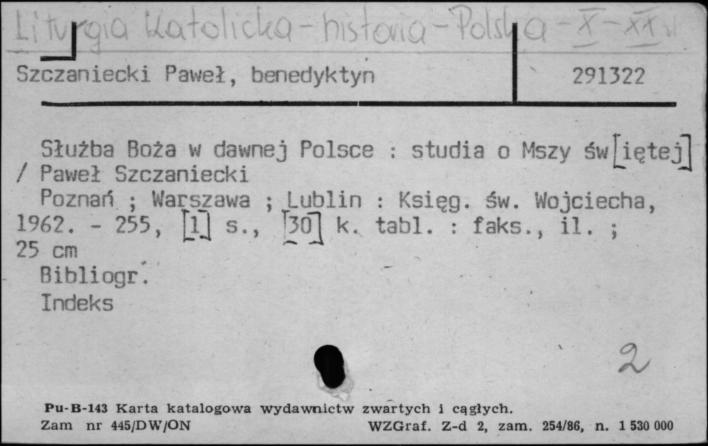 Liturgia Katolicka - historia - Polska - X - XX w
Szczaniecki Paweł, benedyktyn 291322
Służba Boża w dawnej Polsce : studia o Mszy św[iętej]
/ Paweł Szczaniecki
Poznań ; Warszawa ; Lublin : Księg. św. Wojciecha,
1962. - 255, [1] s., [30] k. tabl. : faks., il. ;
25 cm
Bibliogr.
Indeks
2
Pu-B-143 Karta katalogowa wydawnictw zwartych i cągłych.
Zam nr 445/DW/ON WZGraf. Z-d 2, zam. 254/86, n. 1 530 000